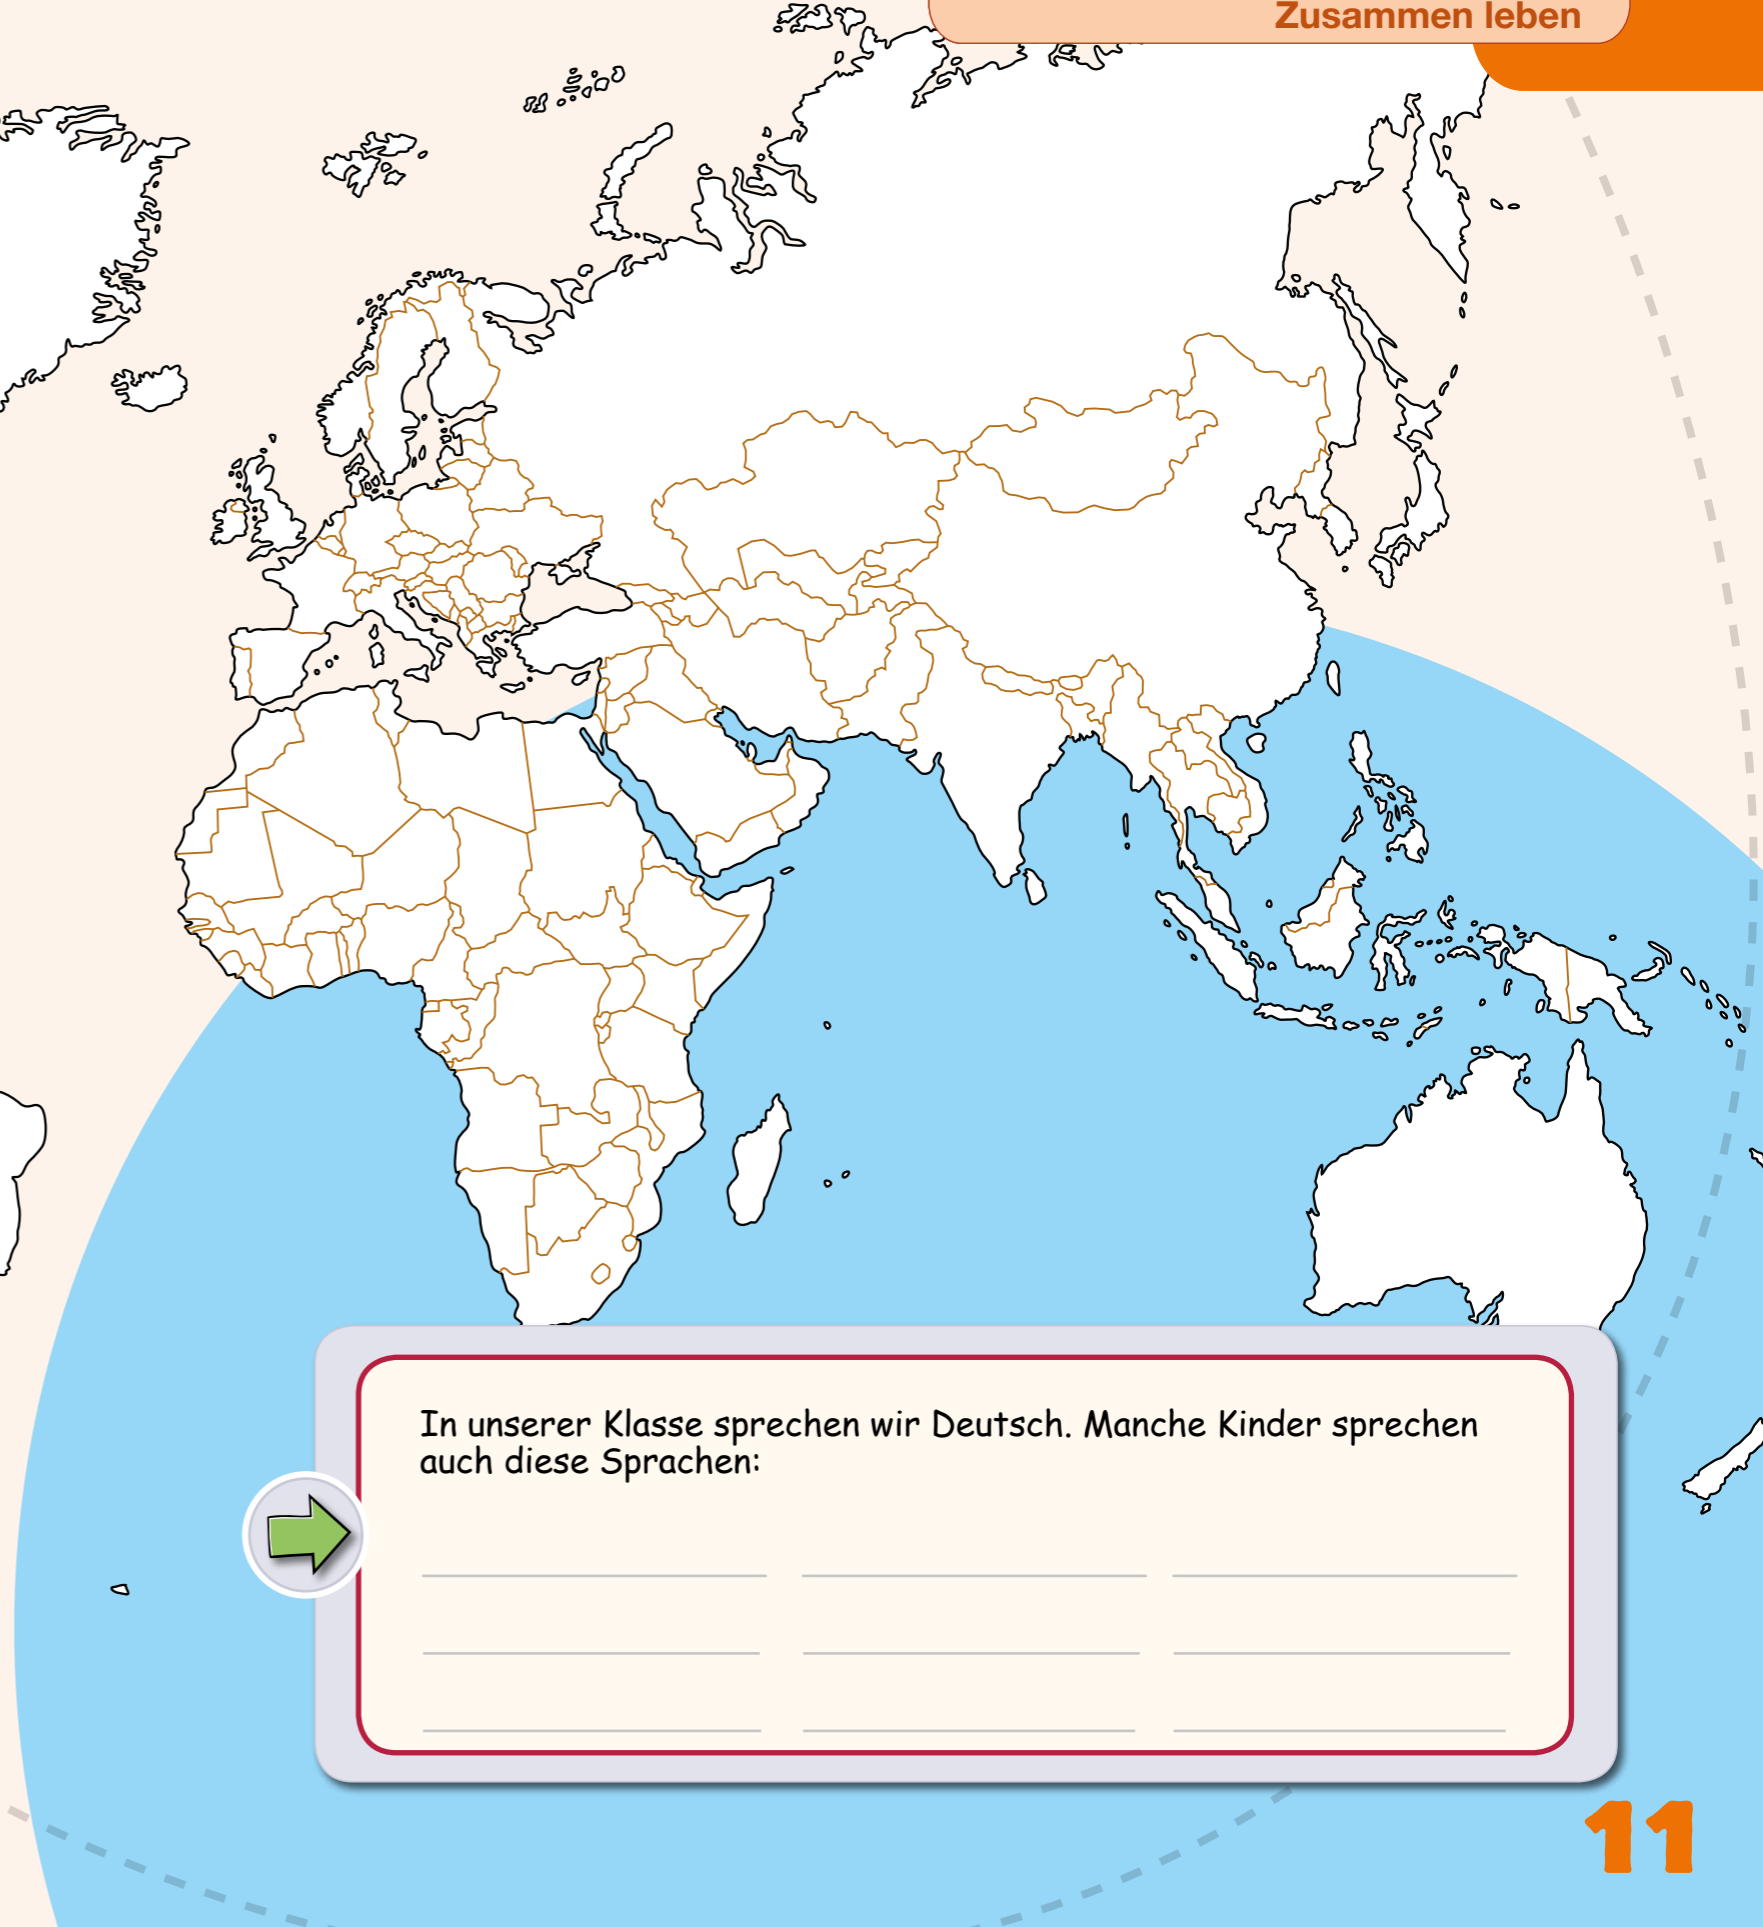 Zusammen leben
In unserer Klasse sprechen wir Deutsch. Manche Kinder sprechen
auch diese Sprachen:
11